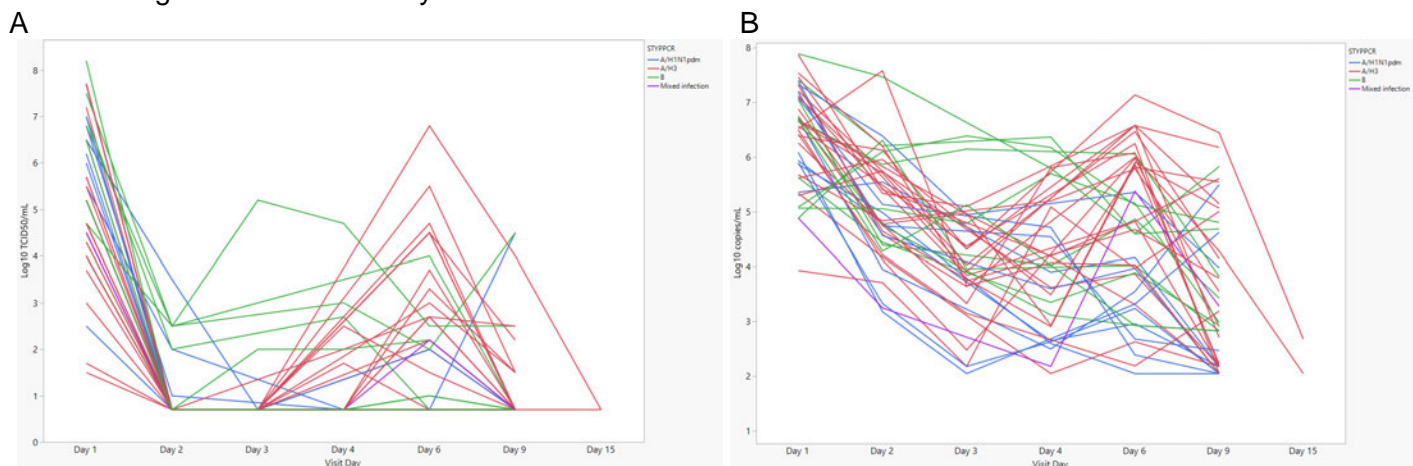 A
B
STYPPCR
A/H1N1pdm
A/H3
B
Mixed infection
8
7
6
5
4
3
2
1
0
Log10 TCID50/mL
Day 1
Day 2
Day 3
Day 4
Day 6
Day 9
Day 15
Visit Day
STYPPCR
A/H1N1pdm
A/H3
B
Mixed infection
8
7
6
5
4
3
2
1
Log10 copies/mL
Day 1
Day 2
Day 3
Day 4
Day 6
Day 9
Day 15
Visit Day